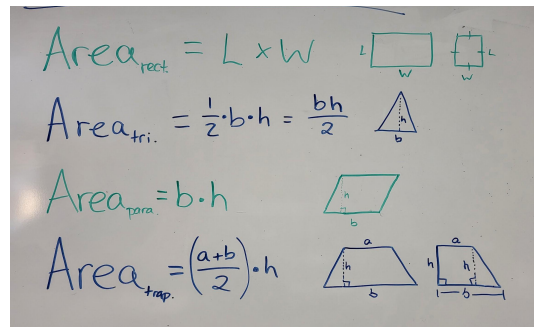 Area rect. = L x W L W L W
Area tri. = 1/2 · b · h = bh/2 h b
Area para. = b · h h b
Area trap. = (a+b/2) · h a h b a h h b